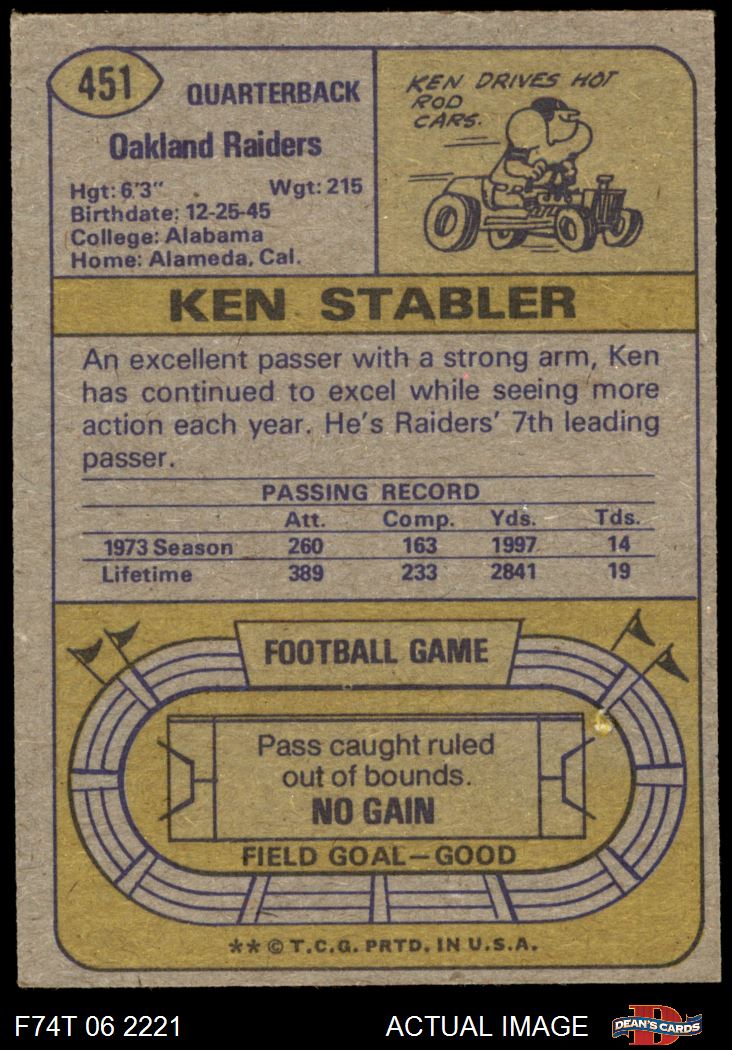 451
QUARTERBACK
Oakland Raiders
Hgt: 6'3" Wgt: 215
Birthdate: 12-25-45
College: Alabama
Home: Alameda, Cal.
KEN DRIVES HOT
ROD
CARS.
KEN STABLER
An excellent passer with a strong arm, Ken
has continued to excel while seeing more
action each year. He's Raiders' 7th leading
passer.
PASSING RECORD
Att. Comp. Yds. Tds.
1973 Season 260 163 1997 14
Lifetime 389 233 2841 19
FOOTBALL GAME
Pass caught ruled
out of bounds.
NO GAIN
FIELD GOAL—GOOD
** © T.C.G. PRTD. IN U.S.A.
F74T 06 2221 ACTUAL IMAGE
D
DEAN'S CARDS